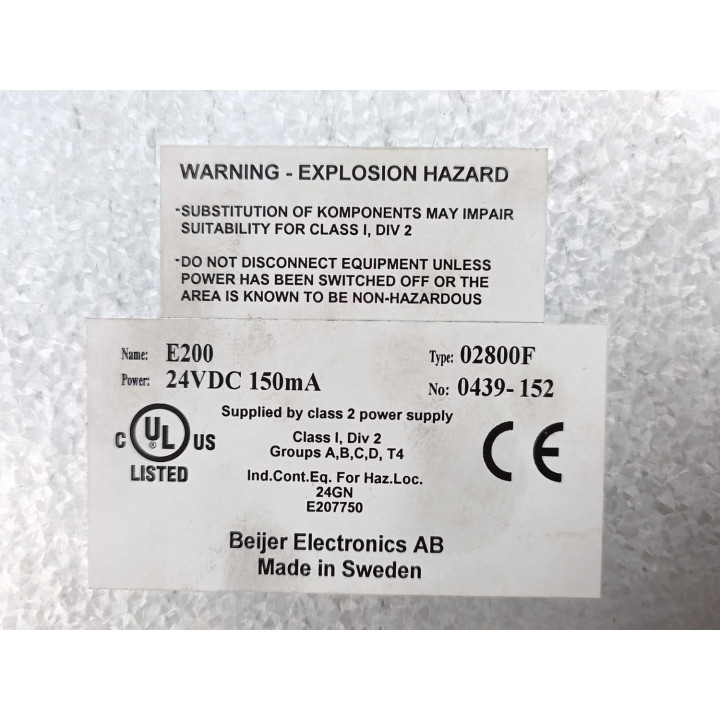 WARNING - EXPLOSION HAZARD
-SUBSTITUTION OF KOMPONENTS MAY IMPAIR
SUITABILITY FOR CLASS I, DIV 2
-DO NOT DISCONNECT EQUIPMENT UNLESS
POWER HAS BEEN SWITCHED OFF OR THE
AREA IS KNOWN TO BE NON-HAZARDOUS
Name: E200 Type: 02800F
Power: 24VDC 150mA No: 0439-152
Supplied by class 2 power supply
C UL US
LISTED
Class I, Div 2
Groups A,B,C,D, T4
Ind.Cont.Eq. For Haz.Loc.
24GN
E207750
CE
Beijer Electronics AB
Made in Sweden